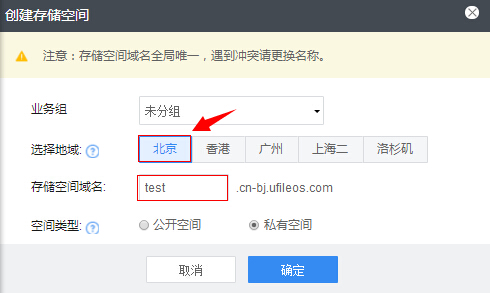 创建存储空间
注意：存储空间域名全局唯一，遇到冲突请更换名称。
业务组 未分组
选择地域: ? 北京 香港 广州 上海二 洛杉矶
存储空间域名: test .cn-bj.ufileos.com
空间类型: ? 公开空间 私有空间
取消 确定